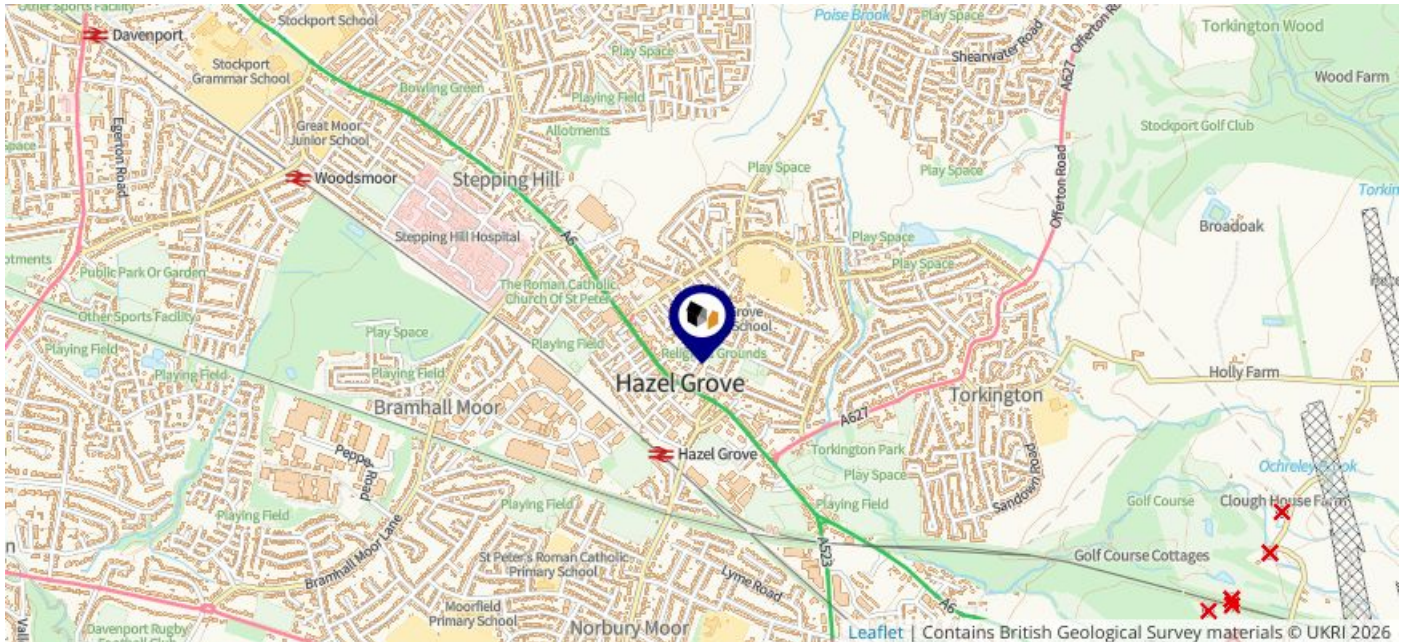 Other Sports Facility
Stockport School
Davenport
Stockport
Grammar School
Bowling Green
Play Space
Playing Field
Poise Brook
Play Space
Shearwater Road
A627
Offerton Road
Torkington Wood
Wood Farm
Stockport Golf Club
Egerton Road
Great Moor
Junior School
Allotments
Woodsmoor
Stepping Hill
Play Space
Play Space
Offerton Road
A627
Stepping Hill Hospital
A6
Play Space
Play Space
Broadoak
Public Park Or Garden
Other Sports Facility
The Roman Catholic
Church Of St Peter
Play Space
Playing Field
Grove
School
Religious Grounds
Playing Field
Playing Field
Playing Field
Hazel Grove
Bramhall Moor
Torkington
Holly Farm
A627
Hazel Grove
Torkington Park
Play Space
Playing Field
Sandown Road
Pepper Road
Playing Field
Playing Field
Ochreley Brook
Golf Course
Clough House Farm
Golf Course Cottages
Bramhall Moor Lane
St Peter's Roman Catholic
Primary School
Lyme Road
A523
A6
Moorfield
Primary School
Norbury Moor
Davenport Rugby
Football Club
Leaflet | Contains British Geological Survey materials © UKRI 2026